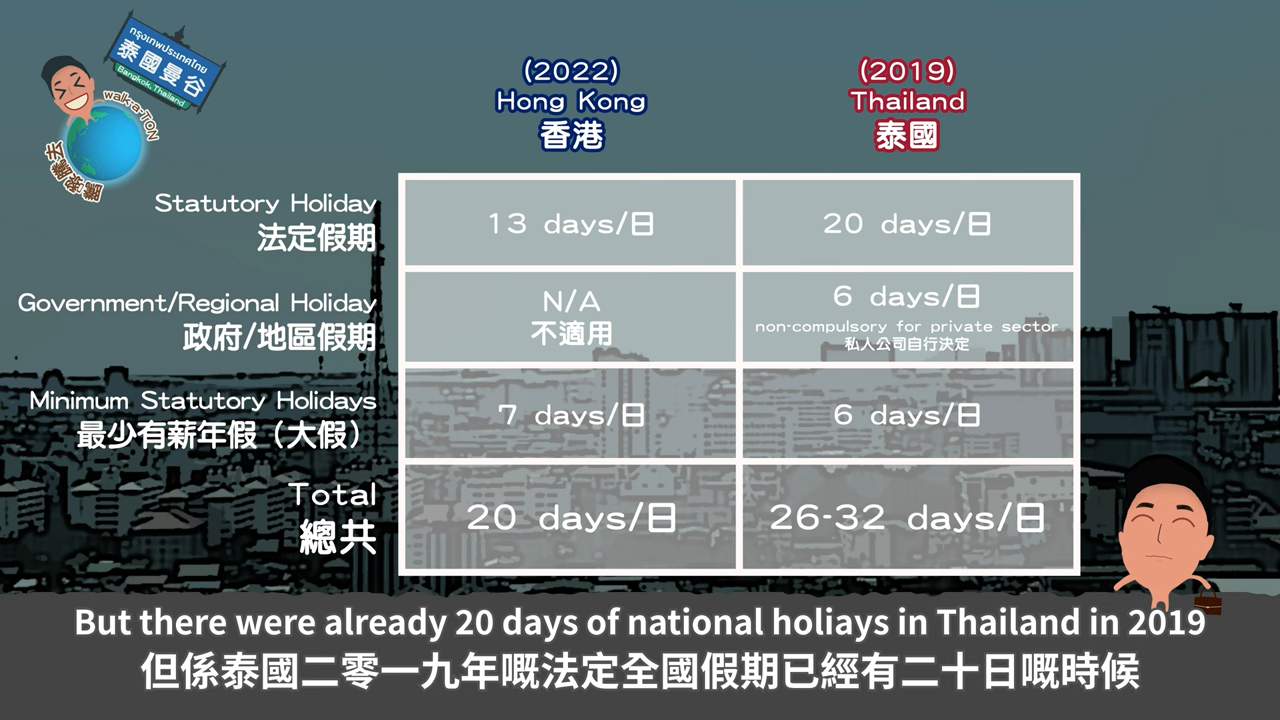 กรุงเทพประเทศไทย
泰國曼谷
Bangkok, Thailand
walk-a-TON
(2022)
Hong Kong
香港
(2019)
Thailand
泰國
Statutory Holiday
法定假期
13 days/日
20 days/日
Government/Regional Holiday
政府/地區假期
N/A
不適用
6 days/日
non-compulsory for private sector
私人公司自行決定
Minimum Statutory Holidays
最少有薪年假（大假）
7 days/日
6 days/日
Total
總共
20 days/日
26-32 days/日
But there were already 20 days of national holiays in Thailand in 2019
但係泰國二零一九年嘅法定全國假期已經有二十日嘅時候